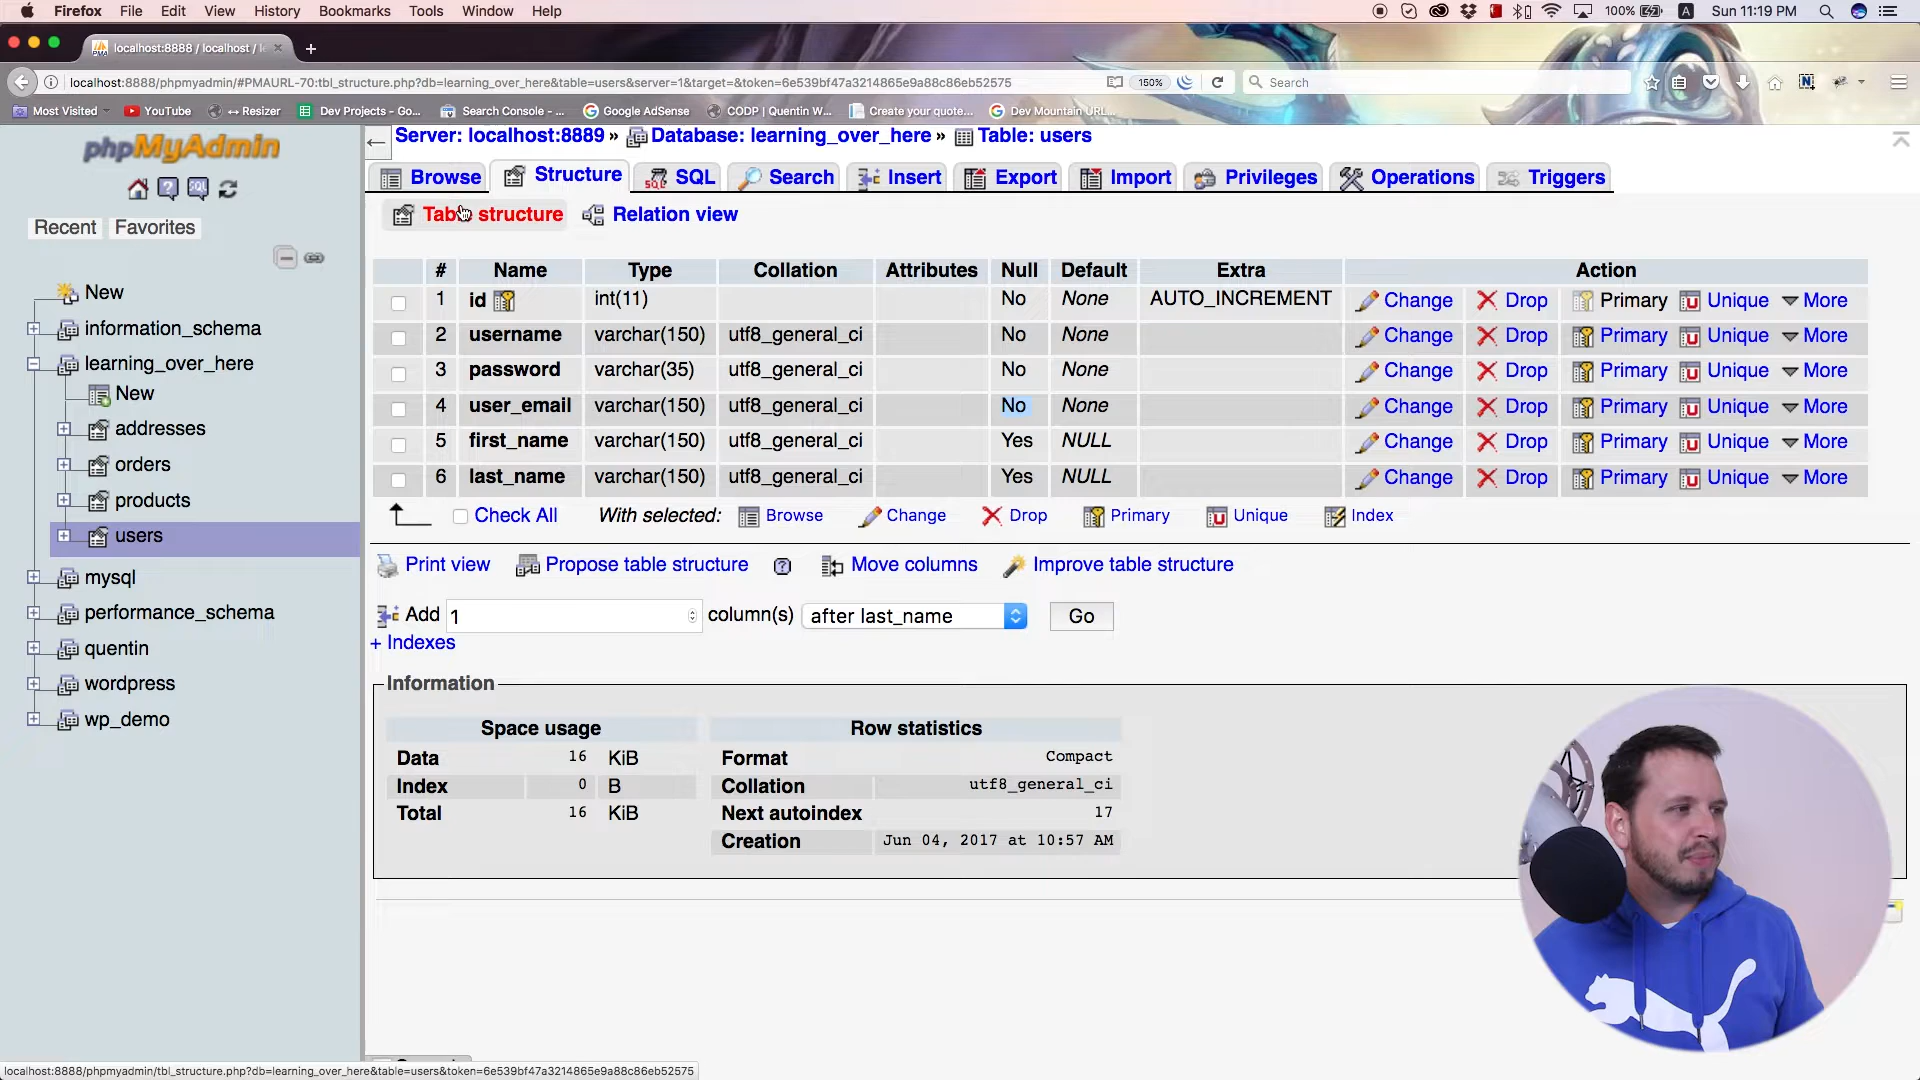 Firefox File Edit View History Bookmarks Tools Window Help 100% A Sun 11:19 PM
localhost:8888 / localhost / l
localhost:8888/phpmyadmin/#PMAURL-70:tbl_structure.php?db=learning_over_here&table=users&server=1&target=&token=6e539bf47a3214865e9a88c86eb52575 150% Search
Most Visited YouTube ↔ Resizer Dev Projects - Go... Search Console - ... Google AdSense CODP | Quentin W... Create your quote... Dev Mountain URL...
phpMyAdmin
Recent Favorites
New
information_schema
learning_over_here
New
addresses
orders
products
users
mysql
performance_schema
quentin
wordpress
wp_demo
Server: localhost:8889 » Database: learning_over_here » Table: users
Browse Structure SQL Search Insert Export Import Privileges Operations Triggers
Table structure Relation view
# Name Type Collation Attributes Null Default Extra Action
1 id int(11) No None AUTO_INCREMENT Change Drop Primary Unique More
2 username varchar(150) utf8_general_ci No None Change Drop Primary Unique More
3 password varchar(35) utf8_general_ci No None Change Drop Primary Unique More
4 user_email varchar(150) utf8_general_ci No None Change Drop Primary Unique More
5 first_name varchar(150) utf8_general_ci Yes NULL Change Drop Primary Unique More
6 last_name varchar(150) utf8_general_ci Yes NULL Change Drop Primary Unique More
Check All With selected: Browse Change Drop Primary Unique Index
Print view Propose table structure Move columns Improve table structure
Add 1 column(s) after last_name Go
+ Indexes
Information
Space usage
Data 16 KiB
Index 0 B
Total 16 KiB
Row statistics
Format Compact
Collation utf8_general_ci
Next autoindex 17
Creation Jun 04, 2017 at 10:57 AM
localhost:8888/phpmyadmin/tbl_structure.php?db=learning_over_here&table=users&token=6e539bf47a3214865e9a88c86eb52575